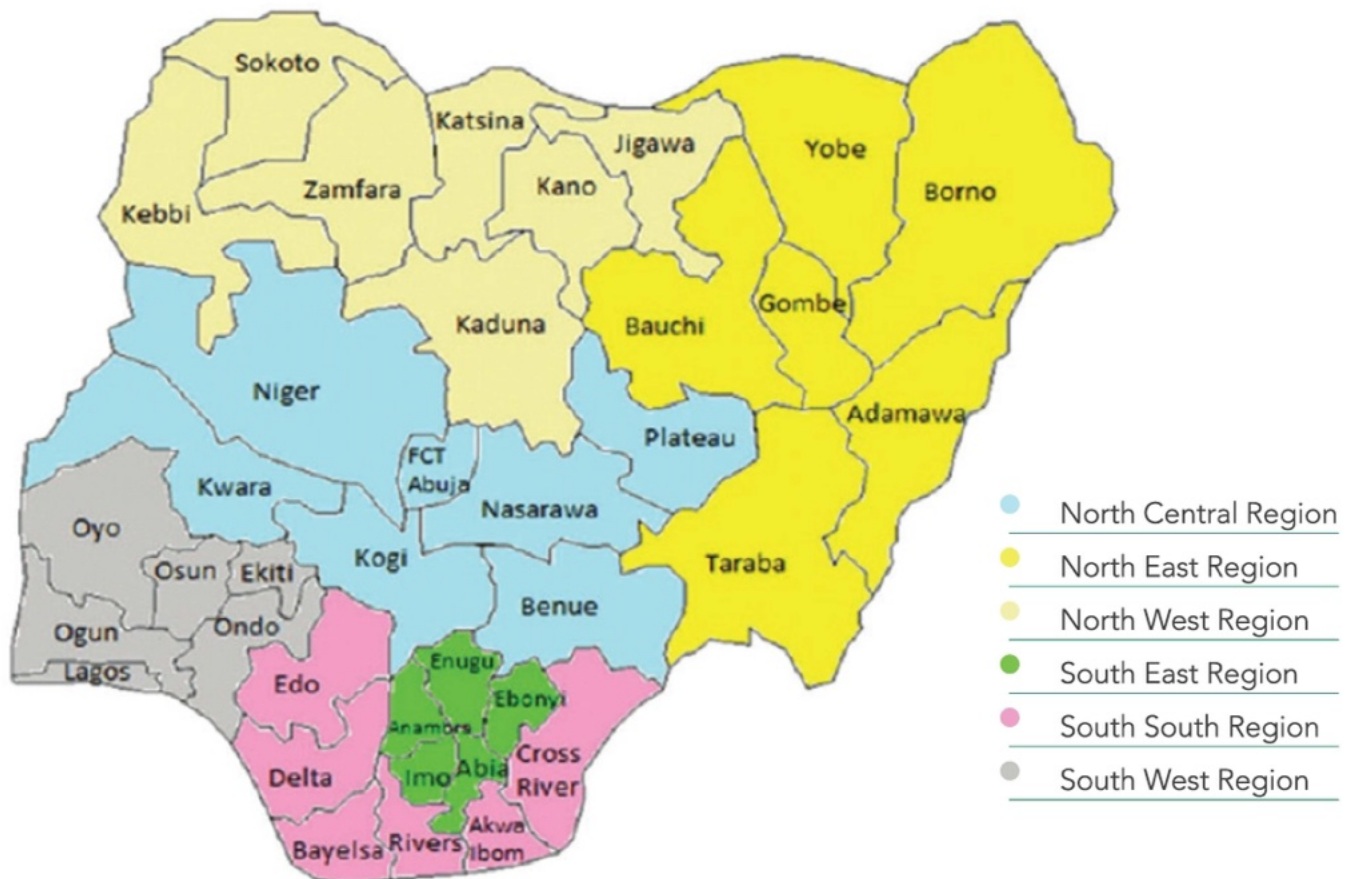 Sokoto
Katsina
Jigawa
Yobe
Borno
Kano
Zamfara
Kebbi
Kaduna
Bauchi
Gombe
Niger
Adamawa
Plateau
FCT
Abuja
Kwara
Nasarawa
Oyo
Kogi
Osun
Ekiti
Taraba
Benue
Ogun
Ondo
Lagos
Enugu
Edo
Ebonyi
Anambrs
Cross
River
Imo
Abia
Delta
Akwa
Ibom
Bayelsa
Rivers
North Central Region
North East Region
North West Region
South East Region
South South Region
South West Region